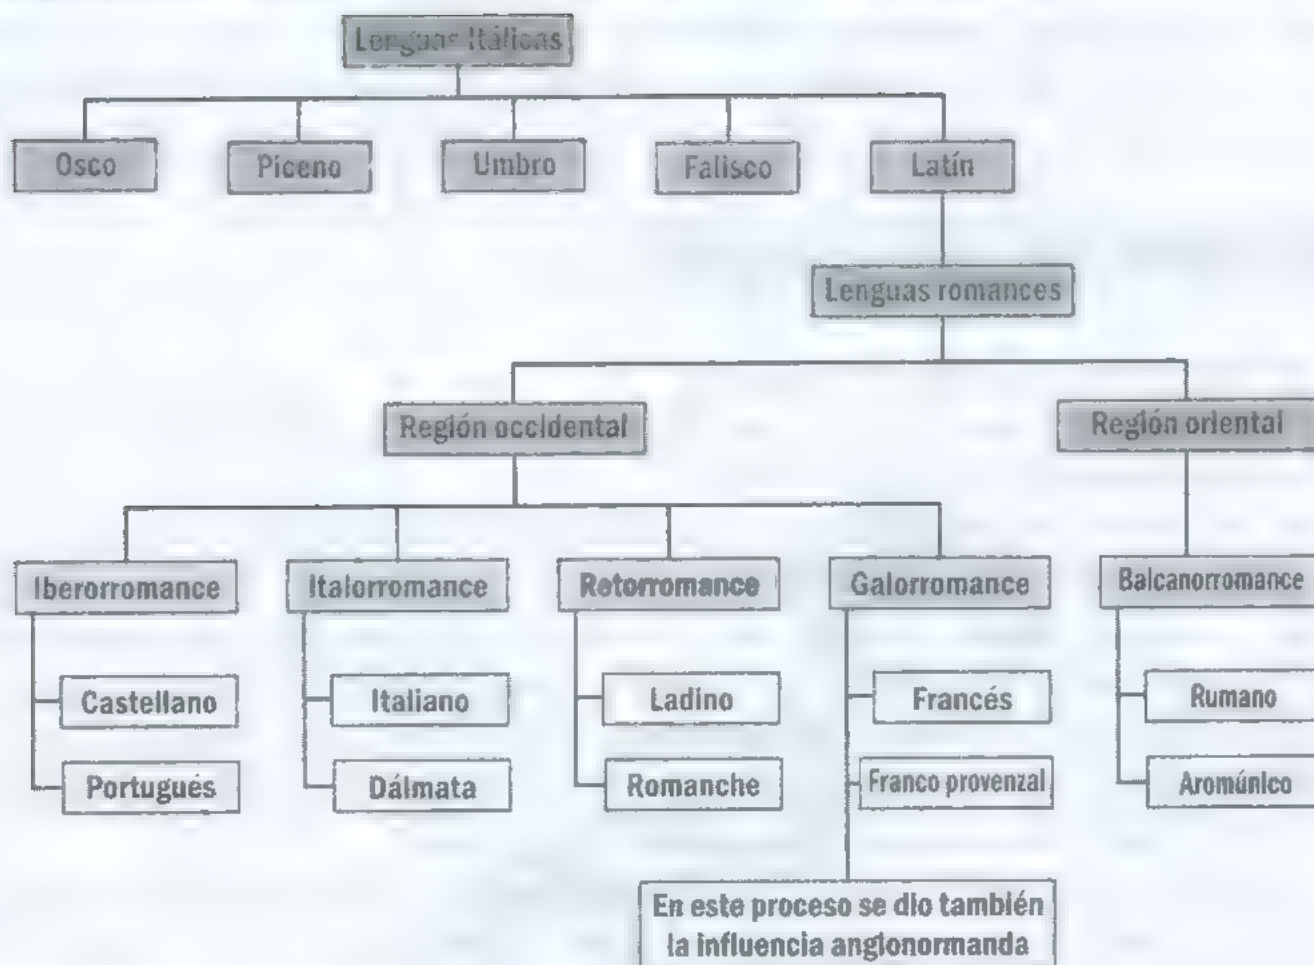 Lenguas Itálicas
Osco
Piceno
Umbro
Falisco
Latín
Lenguas romances
Región occidental
Región oriental
Iberorromance
Italorromance
Retorromance
Galorromance
Balcanorromance
Castellano
Italiano
Ladino
Francés
Rumano
Portugués
Dálmata
Romanche
Franco provenzal
Aromúnico
En este proceso se dio también
la influencia anglonormanda